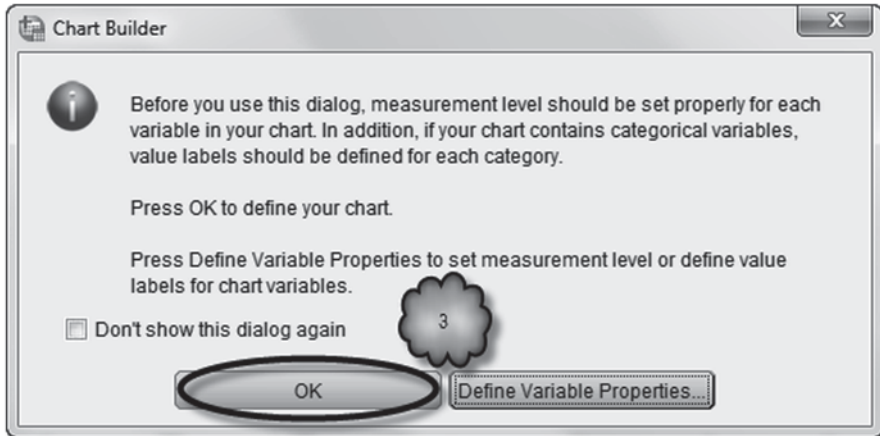 Chart Builder
Before you use this dialog, measurement level should be set properly for each
variable in your chart. In addition, if your chart contains categorical variables,
value labels should be defined for each category.
Press OK to define your chart.
Press Define Variable Properties to set measurement level or define value
labels for chart variables.
Don't show this dialog again
3
OK
Define Variable Properties...